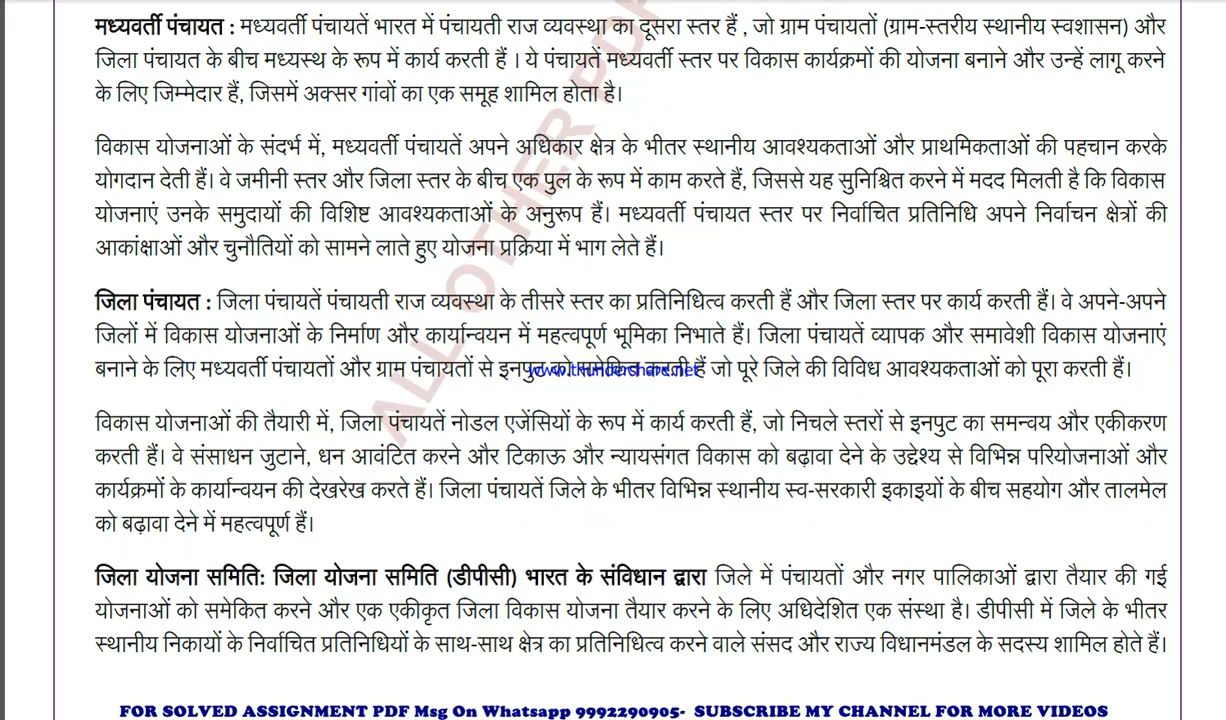 मध्यवर्ती पंचायत : मध्यवर्ती पंचायतें भारत में पंचायती राज व्यवस्था का दूसरा स्तर हैं , जो ग्राम पंचायतों (ग्राम-स्तरीय स्थानीय स्वशासन) और
जिला पंचायत के बीच मध्यस्थ के रूप में कार्य करती हैं । ये पंचायतें मध्यवर्ती स्तर पर विकास कार्यक्रमों की योजना बनाने और उन्हें लागू करने
के लिए जिम्मेदार हैं, जिसमें अक्सर गांवों का एक समूह शामिल होता है।
विकास योजनाओं के संदर्भ में, मध्यवर्ती पंचायतें अपने अधिकार क्षेत्र के भीतर स्थानीय आवश्यकताओं और प्राथमिकताओं की पहचान करके
योगदान देती हैं। वे जमीनी स्तर और जिला स्तर के बीच एक पुल के रूप में काम करते हैं, जिससे यह सुनिश्चित करने में मदद मिलती है कि विकास
योजनाएं उनके समुदायों की विशिष्ट आवश्यकताओं के अनुरूप हैं। मध्यवर्ती पंचायत स्तर पर निर्वाचित प्रतिनिधि अपने निर्वाचन क्षेत्रों की
आकांक्षाओं और चुनौतियों को सामने लाते हुए योजना प्रक्रिया में भाग लेते हैं।
जिला पंचायत : जिला पंचायतें पंचायती राज व्यवस्था के तीसरे स्तर का प्रतिनिधित्व करती हैं और जिला स्तर पर कार्य करती हैं। वे अपने-अपने
जिलों में विकास योजनाओं के निर्माण और कार्यान्वयन में महत्वपूर्ण भूमिका निभाते हैं। जिला पंचायतें व्यापक और समावेशी विकास योजनाएं
बनाने के लिए मध्यवर्ती पंचायतों और ग्राम पंचायतों से इनपुट को समेकित करती हैं जो पूरे जिले की विविध आवश्यकताओं को पूरा करती हैं।
www.thundershare.net
विकास योजनाओं की तैयारी में, जिला पंचायतें नोडल एजेंसियों के रूप में कार्य करती हैं, जो निचले स्तरों से इनपुट का समन्वय और एकीकरण
करती हैं। वे संसाधन जुटाने, धन आवंटित करने और टिकाऊ और न्यायसंगत विकास को बढ़ावा देने के उद्देश्य से विभिन्न परियोजनाओं और
कार्यक्रमों के कार्यान्वयन की देखरेख करते हैं। जिला पंचायतें जिले के भीतर विभिन्न स्थानीय स्व-सरकारी इकाइयों के बीच सहयोग और तालमेल
को बढ़ावा देने में महत्वपूर्ण हैं।
जिला योजना समिति: जिला योजना समिति (डीपीसी) भारत के संविधान द्वारा जिले में पंचायतों और नगर पालिकाओं द्वारा तैयार की गई
योजनाओं को समेकित करने और एक एकीकृत जिला विकास योजना तैयार करने के लिए अधिदेशित एक संस्था है। डीपीसी में जिले के भीतर
स्थानीय निकायों के निर्वाचित प्रतिनिधियों के साथ-साथ क्षेत्र का प्रतिनिधित्व करने वाले संसद और राज्य विधानमंडल के सदस्य शामिल होते हैं।
ALL OTHER PDF
FOR SOLVED ASSIGNMENT PDF Msg On Whatsapp 9992290905- SUBSCRIBE MY CHANNEL FOR MORE VIDEOS